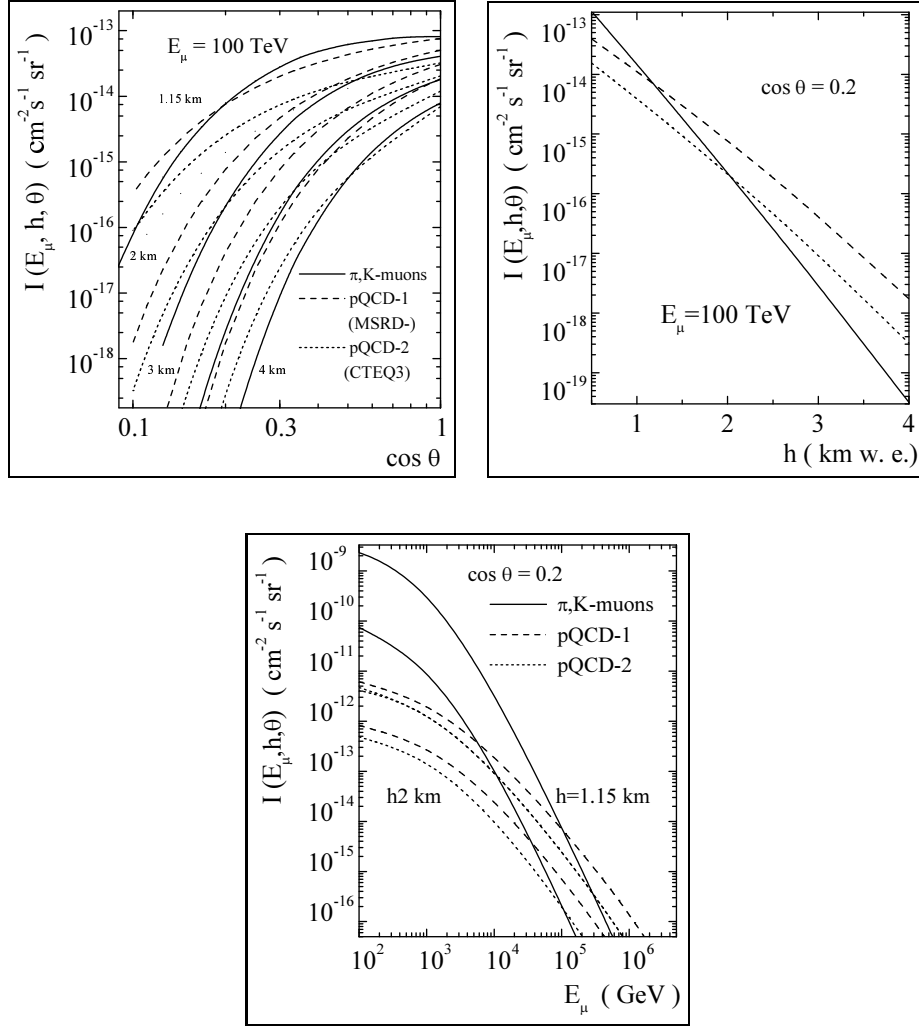 I (E_μ, h, θ) ( cm⁻²s⁻¹ sr⁻¹)
10⁻¹³
10⁻¹⁴
10⁻¹⁵
10⁻¹⁶
10⁻¹⁷
10⁻¹⁸
E_μ = 100 TeV
1.15 km
2 km
3 km
4 km
π,K-muons
pQCD-1
(MSRD-)
pQCD-2
(CTEQ3)
0.1 0.3 1
cos θ
I (E_μ,h,θ) ( cm⁻² s⁻¹ sr⁻¹)
10⁻¹³
10⁻¹⁴
10⁻¹⁵
10⁻¹⁶
10⁻¹⁷
10⁻¹⁸
10⁻¹⁹
cos θ = 0.2
E_μ=100 TeV
1 2 3 4
h ( km w. e.)
I (E_μ,h,θ) ( cm⁻² s⁻¹ sr⁻¹)
10⁻⁹
10⁻¹⁰
10⁻¹¹
10⁻¹²
10⁻¹³
10⁻¹⁴
10⁻¹⁵
10⁻¹⁶
cos θ = 0.2
π,K-muons
pQCD-1
pQCD-2
h2 km
h=1.15 km
10² 10³ 10⁴ 10⁵ 10⁶
E_μ ( GeV)